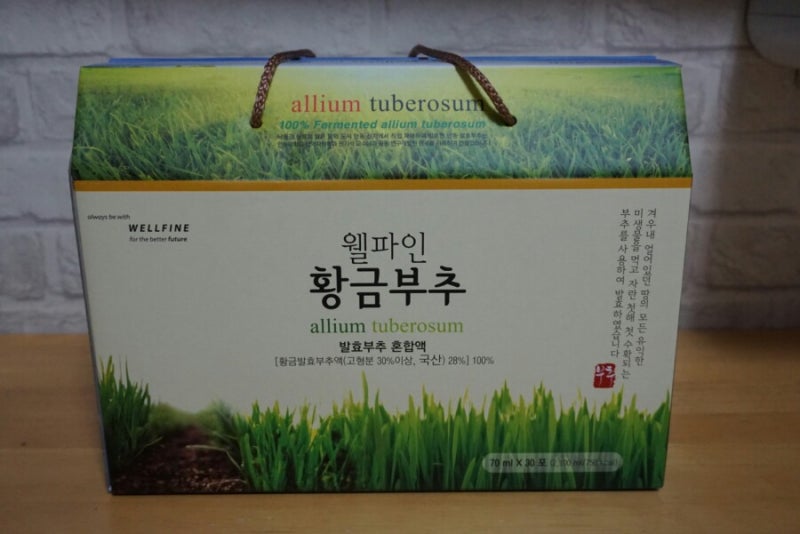 allium tuberosum
100% Fermented allium tuberosum
always be with
WELLFINE
for the better future
웰파인
황금부추
allium tuberosum
발효부추 혼합액
[황금발효부추액(고형분 30%이상, 국산) 28%] 100%
겨우내 얼어있던 땅의 모든 유익한
미생물을 먹고 자란 첫해 첫 수확되는
부추를 사용하여 발효하였습니다
부추
70 ml X 30 포